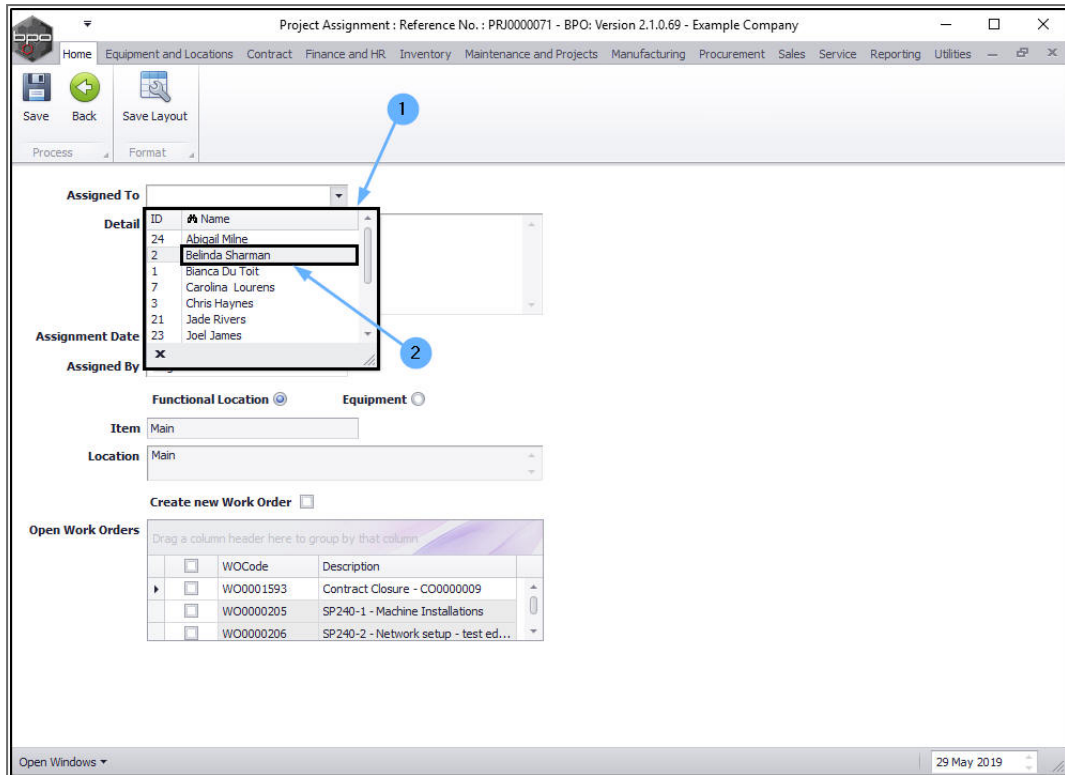 Project Assignment : Reference No. : PRJ0000071 - BPO: Version 2.1.0.69 - Example Company
bpo
Home Equipment and Locations Contract Finance and HR Inventory Maintenance and Projects Manufacturing Procurement Sales Service Reporting Utilities
Save Back Save Layout
Process Format
1
Assigned To
Detail
ID Name
24 Abigail Milne
2 Belinda Sharman
1 Bianca Du Toit
7 Carolina Lourens
3 Chris Haynes
21 Jade Rivers
Assignment Date 23 Joel James
2
Assigned By
Functional Location Equipment
Item Main
Location Main
Create new Work Order
Open Work Orders
Drag a column header here to group by that column
WOCode Description
WO0001593 Contract Closure - CO0000009
WO0000205 SP240-1 - Machine Installations
WO0000206 SP240-2 - Network setup - test ed...
Open Windows 29 May 2019